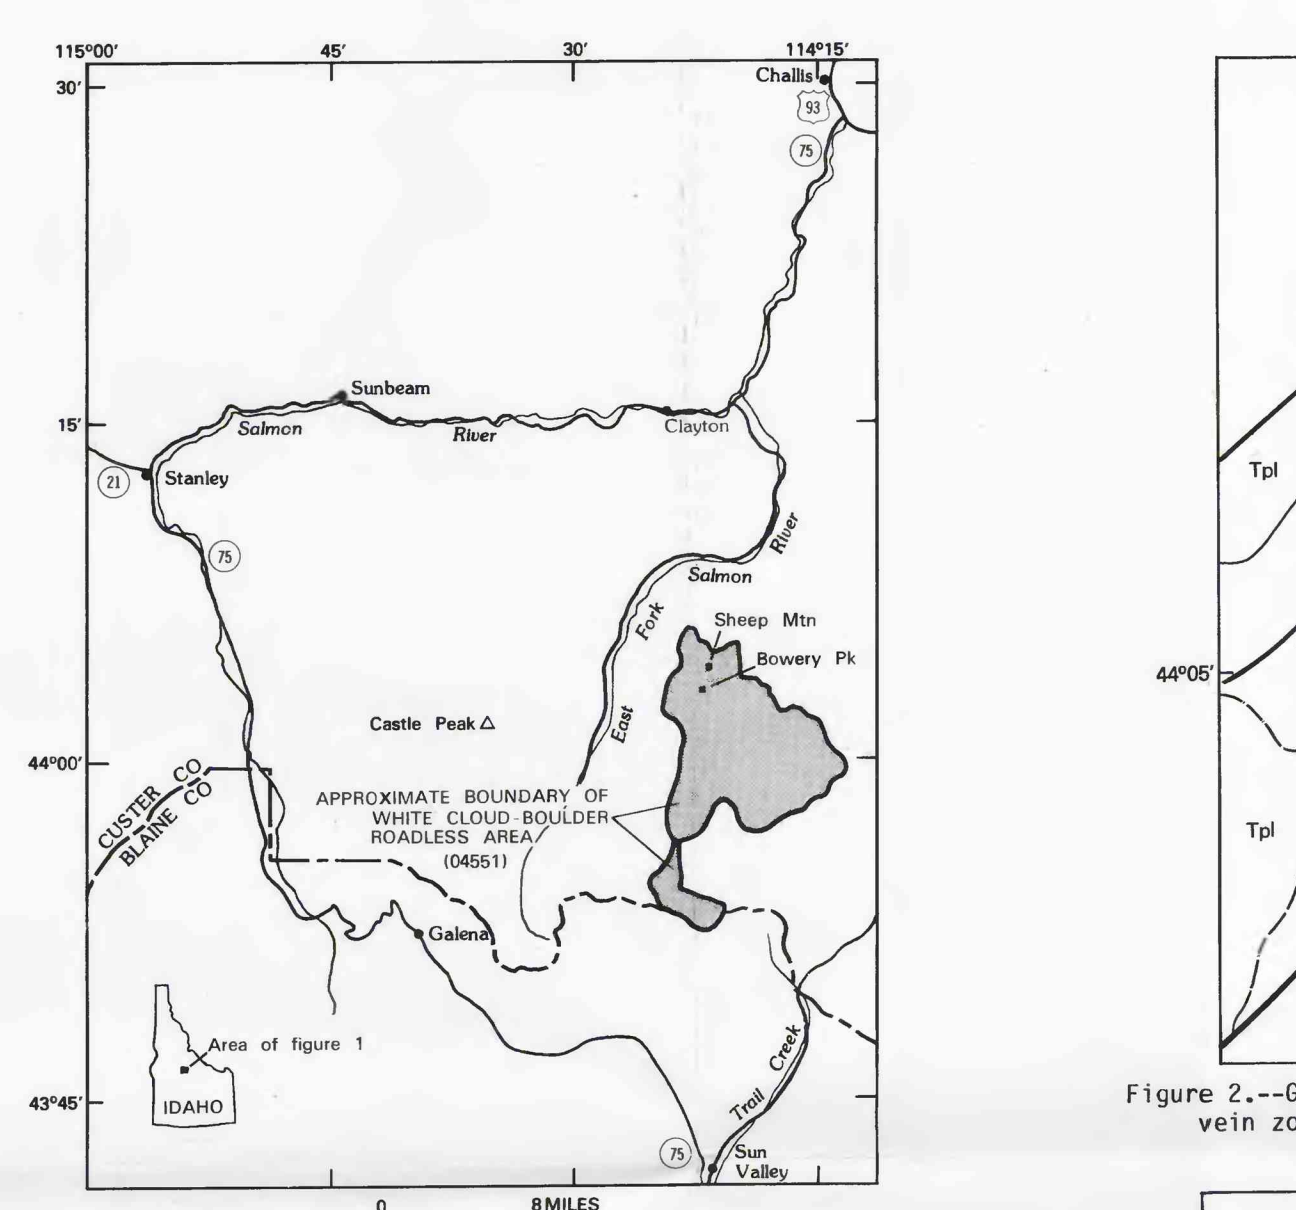 115°00′ 45′ 30′ 114°15′
30′
Challis
93
75
Sunbeam
15′
Salmon
River
Clayton
21
Stanley
75
River
Salmon
Fork
East
Sheep Mtn
Bowery Pk
Castle Peak
44°00′
CUSTER CO
BLAINE CO
APPROXIMATE BOUNDARY OF
WHITE CLOUD-BOULDER
ROADLESS AREA
(04551)
Galena
Area of figure 1
IDAHO
43°45′
Trail Creek
75
Sun
Valley
0 8 MILES
Tpl
44°05′
Tpl
Figure 2.--G
vein zo